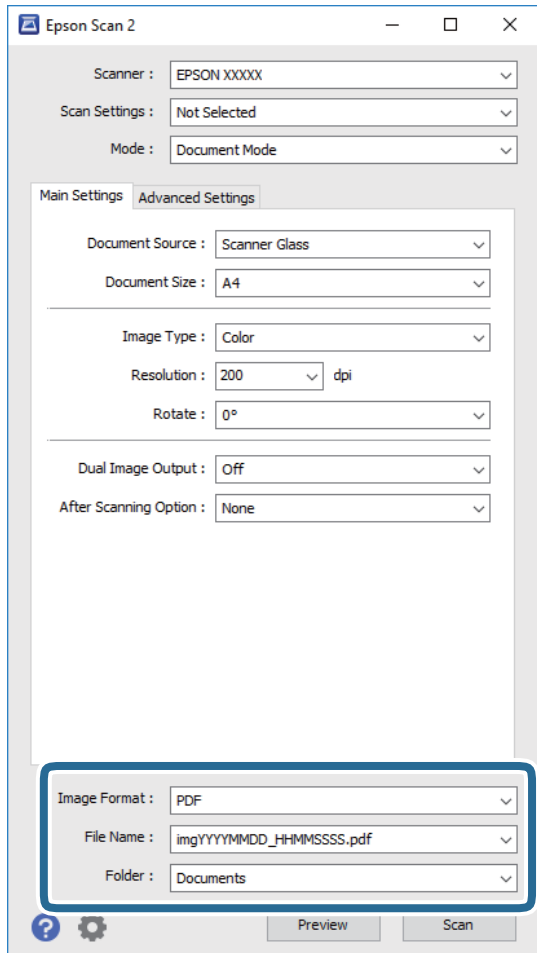 Epson Scan 2
Scanner : EPSON XXXXX
Scan Settings : Not Selected
Mode : Document Mode
Main Settings Advanced Settings
Document Source : Scanner Glass
Document Size : A4
Image Type : Color
Resolution : 200 dpi
Rotate : 0°
Dual Image Output : Off
After Scanning Option : None
Image Format : PDF
File Name : imgYYYYMMDD_HHMMSSSS.pdf
Folder : Documents
? Preview Scan